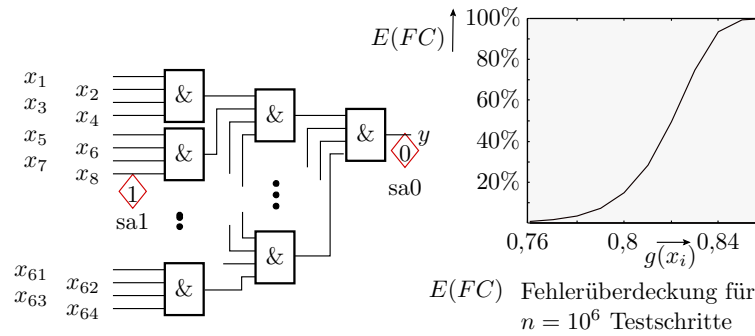 x1
x2
x3
x4
x5
x6
x7
x8
x61
x62
x63
x64
&
&
&
&
&
&
1
sa1
y
0
sa0
E(FC)
100%
80%
60%
40%
20%
0,76
0,8
0,84
g(xi)
E(FC) Fehlerüberdeckung für
n = 10^6 Testschritte